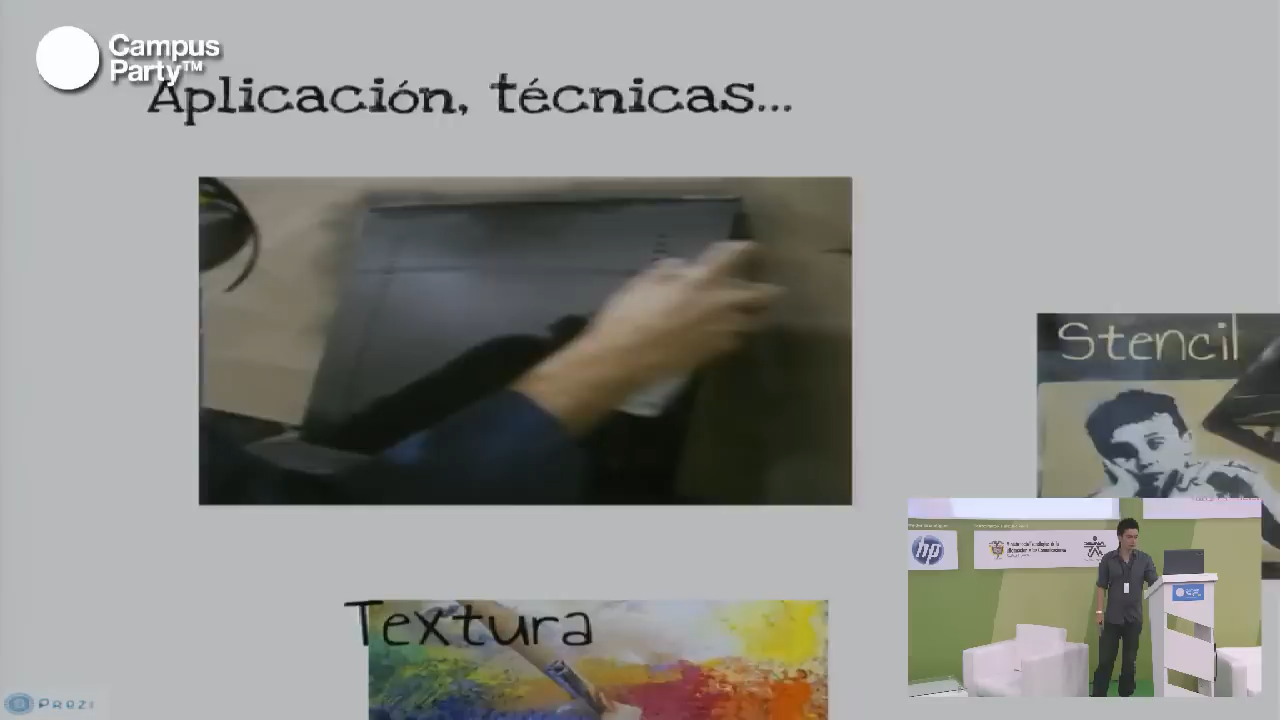 Campus
Party™
Aplicación, técnicas...
Stencil
hp
Textura
PREZI